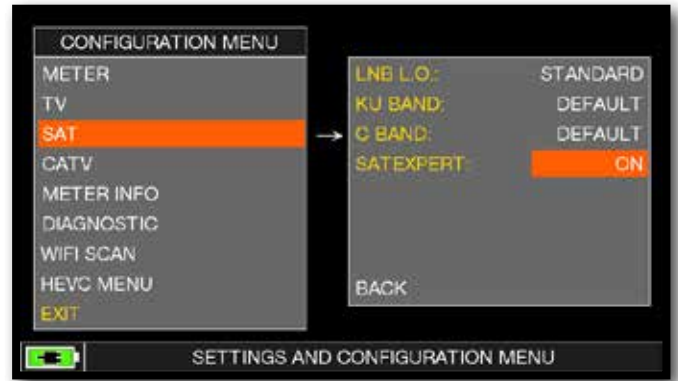 CONFIGURATION MENU
METER
TV
SAT
CATV
METER INFO
DIAGNOSTIC
WIFI SCAN
HEVC MENU
EXIT
LNB L.O.: STANDARD
KU BAND: DEFAULT
C BAND: DEFAULT
SATEXPERT: ON
BACK
SETTINGS AND CONFIGURATION MENU